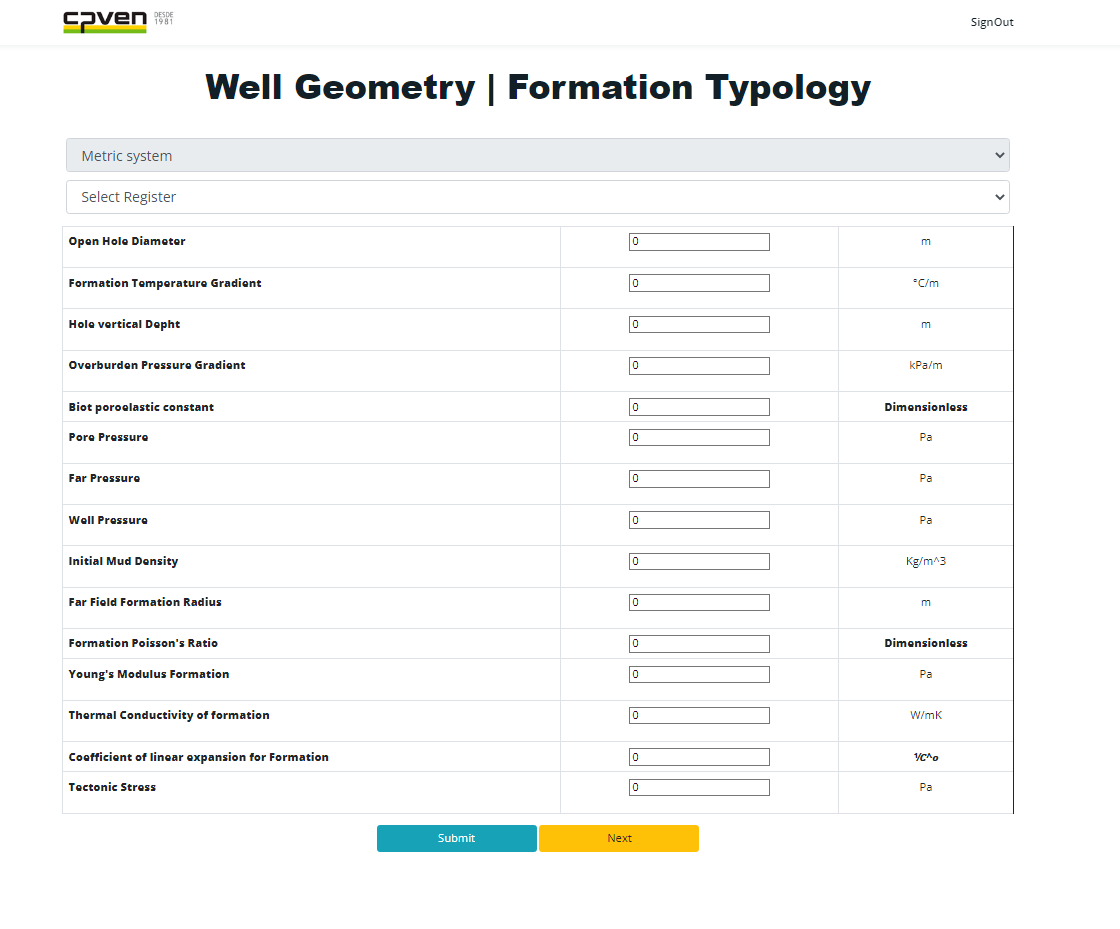 cpven DESDE 1981
SignOut
Well Geometry | Formation Typology
Metric system
Select Register
Open Hole Diameter 0 m
Formation Temperature Gradient 0 °C/m
Hole vertical Depht 0 m
Overburden Pressure Gradient 0 kPa/m
Biot poroelastic constant 0 Dimensionless
Pore Pressure 0 Pa
Far Pressure 0 Pa
Well Pressure 0 Pa
Initial Mud Density 0 Kg/m^3
Far Field Formation Radius 0 m
Formation Poisson's Ratio 0 Dimensionless
Young's Modulus Formation 0 Pa
Thermal Conductivity of formation 0 W/mK
Coefficient of linear expansion for Formation 0 ¹/C^o
Tectonic Stress 0 Pa
Submit Next